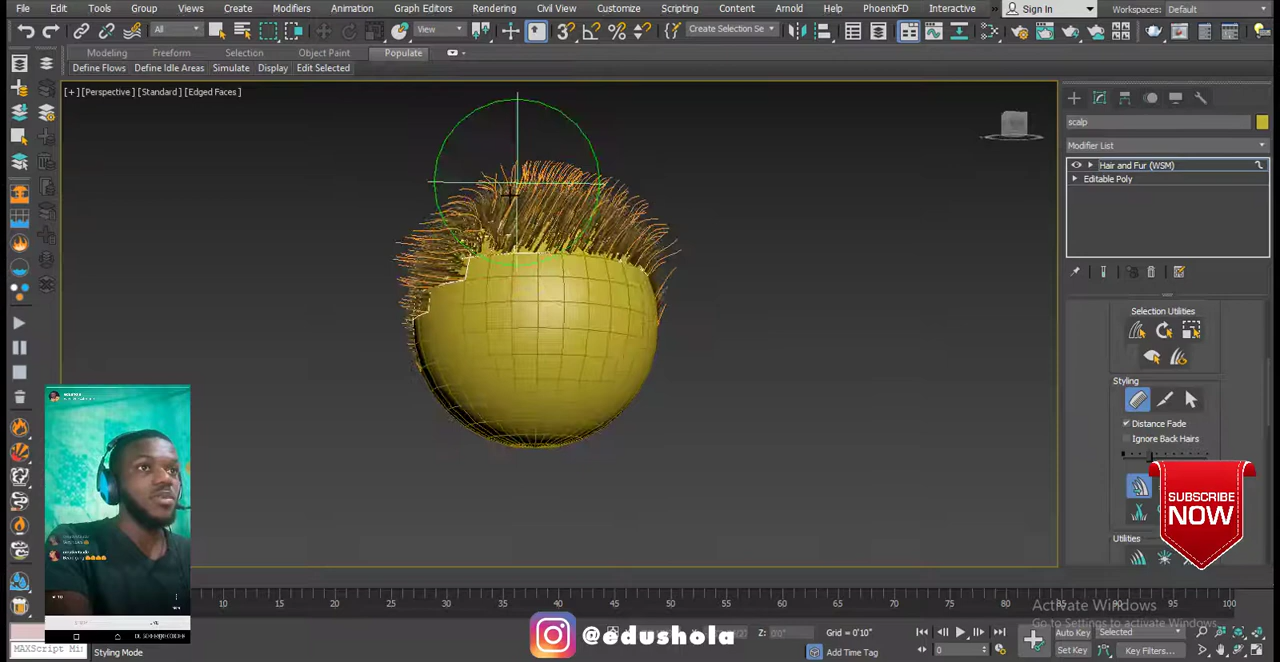 File Edit Tools Group Views Create Modifiers Animation Graph Editors Rendering Civil View Customize Scripting Content Arnold Help PhoenixFD Interactive Sign In Workspaces: Default
All View Create Selection Se
Modeling Freeform Selection Object Paint Populate
Define Flows Define Idle Areas Simulate Display Edit Selected
[+] [Perspective] [Standard] [Edged Faces]
scalp
Modifier List
Hair and Fur (WSM)
Editable Poly
Selection Utilities
Styling
Distance Fade
Ignore Back Hairs
SUBSCRIBE
NOW
Utilities
10 15 20 25 30 35 40 45 50 55 60 65 70 75 80 85 90 95 100
Activate Windows
Go to Settings to activate Windows.
@edushola
Z: Grid = 0'10" Auto Key Selected
MAXScript Mi Styling Mode Add Time Tag 0 Set Key Key Filters...